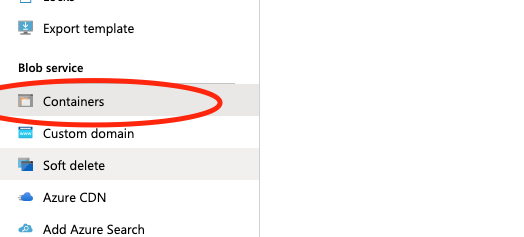 Export template
Blob service
Containers
Custom domain
Soft delete
Azure CDN
Add Azure Search